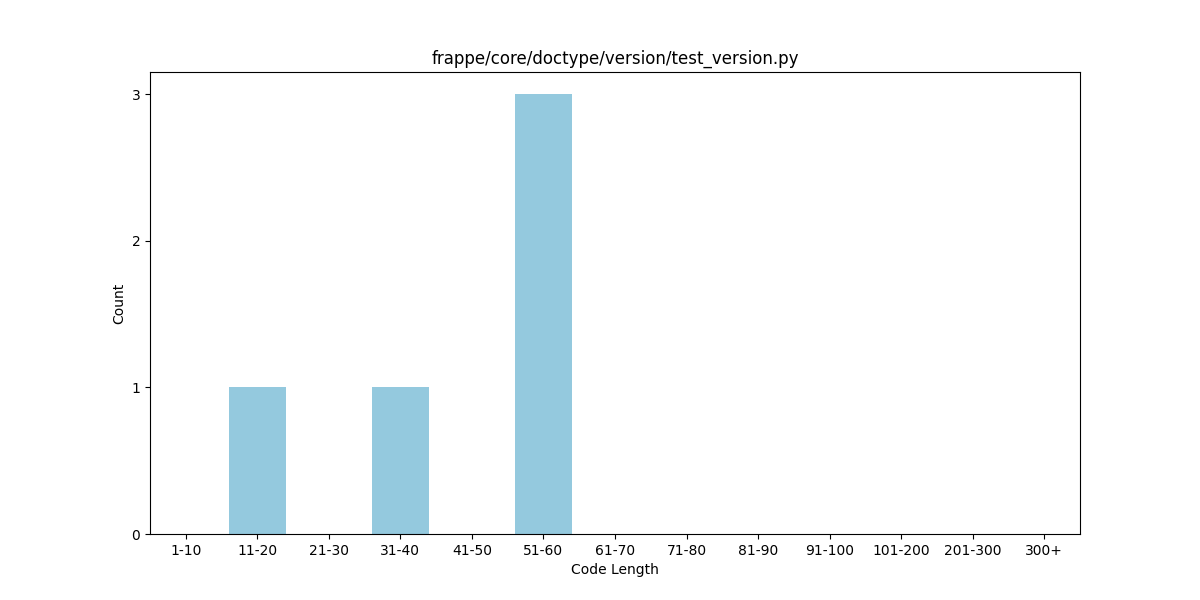 frappe/core/doctype/version/test_version.py
3
2
1
0
Count
1-10 11-20 21-30 31-40 41-50 51-60 61-70 71-80 81-90 91-100 101-200 201-300 300+
Code Length